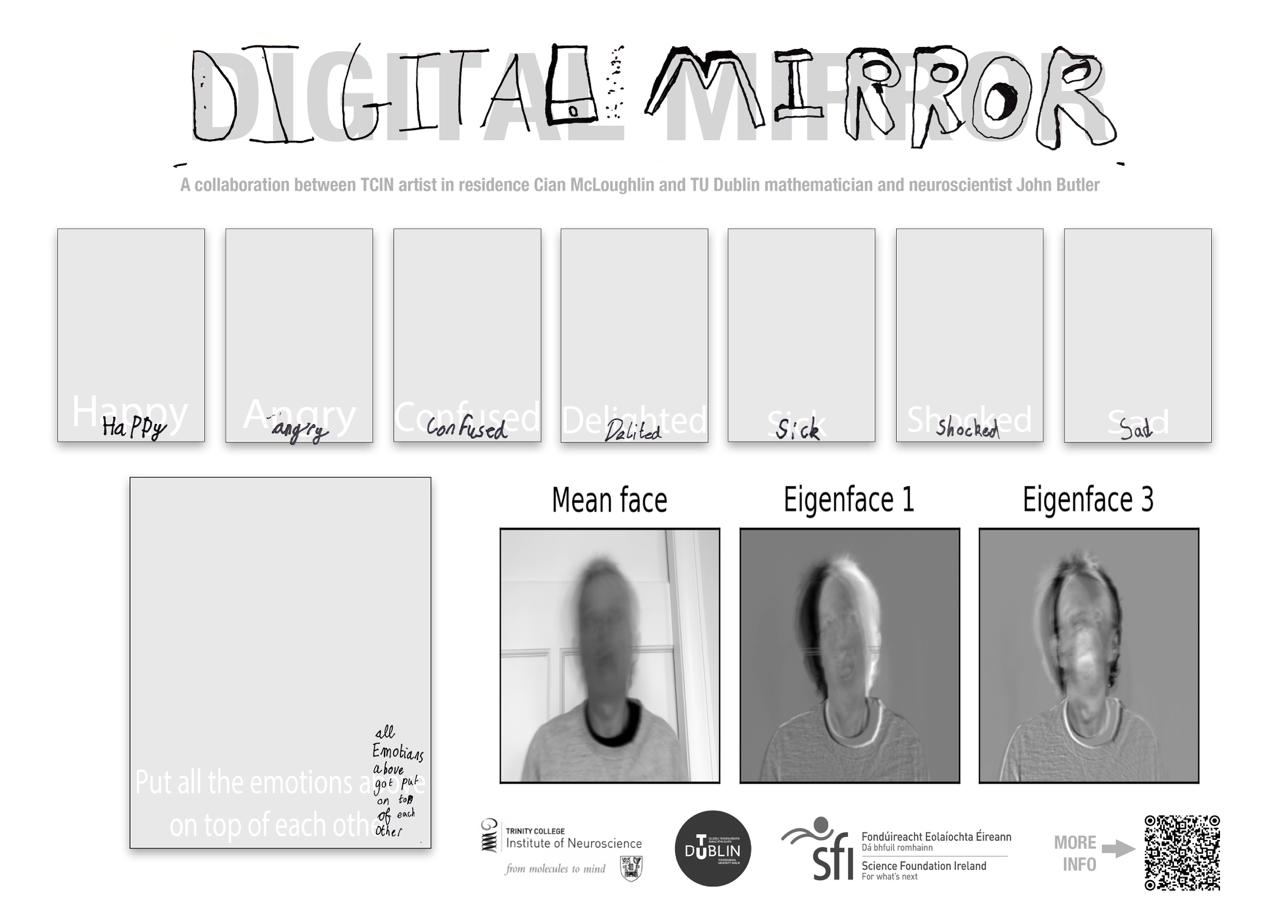 DIGITAL MIRROR
DIGITAL MIRROR
A collaboration between TCIN artist in residence Cian McLoughlin and TU Dublin mathematician and neuroscientist John Butler
Happy
Happy
Angry
angry
Confused
Confused
Delighted
Dalited
Sick
Sick
Shocked
Shocked
Sad
Sad
Mean face
Eigenface 1
Eigenface 3
all
Emotians
above
got put
on top
of each
other
Put all the emotions above
on top of each other
TRINITY COLLEGE
Institute of Neuroscience
from molecules to mind
TU DUBLIN
sfi
Fondúireacht Eolaíochta Éireann
Dá bhfuil romhainn
Science Foundation Ireland
For what's next
MORE
INFO